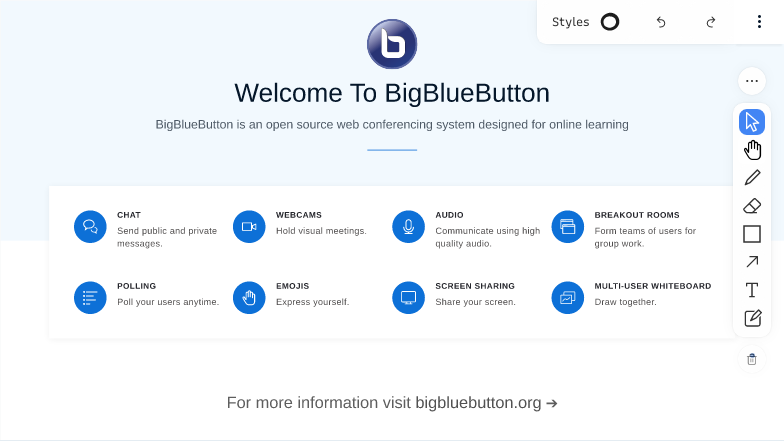 Styles
Welcome To BigBlueButton
BigBlueButton is an open source web conferencing system designed for online learning
CHAT
Send public and private
messages.
WEBCAMS
Hold visual meetings.
AUDIO
Communicate using high
quality audio.
BREAKOUT ROOMS
Form teams of users for
group work.
POLLING
Poll your users anytime.
EMOJIS
Express yourself.
SCREEN SHARING
Share your screen.
MULTI-USER WHITEBOARD
Draw together.
For more information visit bigbluebutton.org →